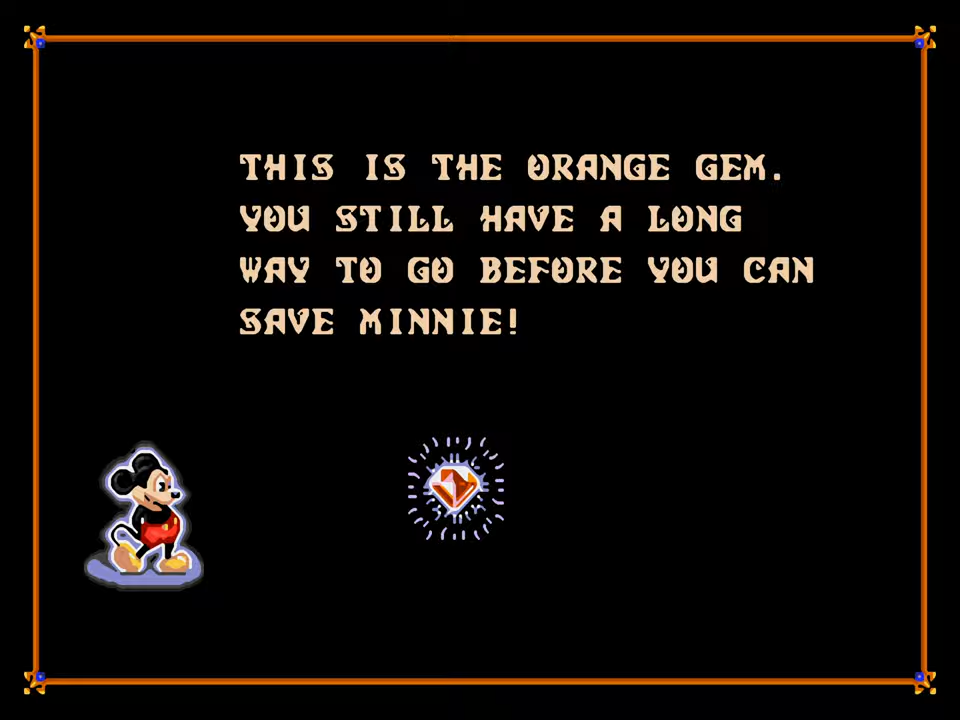 THIS IS THE ORANGE GEM.
YOU STILL HAVE A LONG
WAY TO GO BEFORE YOU CAN
SAVE MINNIE!